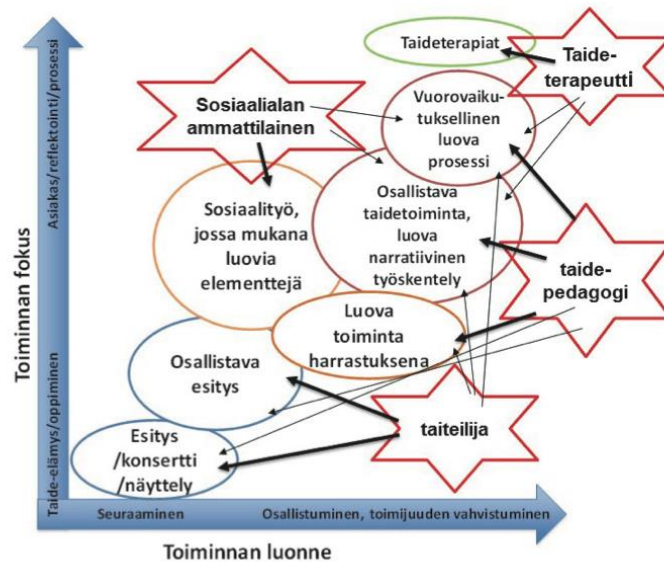 Toiminnan fokus
Asiakas/reflektointi/prosessi
Taide-elämys/oppiminen
Taideterapiat
Taide-
terapeutti
Sosiaalialan
ammattilainen
Vuorovaiku-
tuksellinen
luova
prosessi
Sosiaalityö,
jossa mukana
luovia
elementtejä
Osallistava
taidetoiminta,
luova
narratiivinen
työskentely
taide-
pedagogi
Luova
toiminta
harrastuksena
Osallistava
esitys
taiteilija
Esitys
/konsertti
/näyttely
Seuraaminen
Osallistuminen, toimijuuden vahvistuminen
Toiminnan luonne